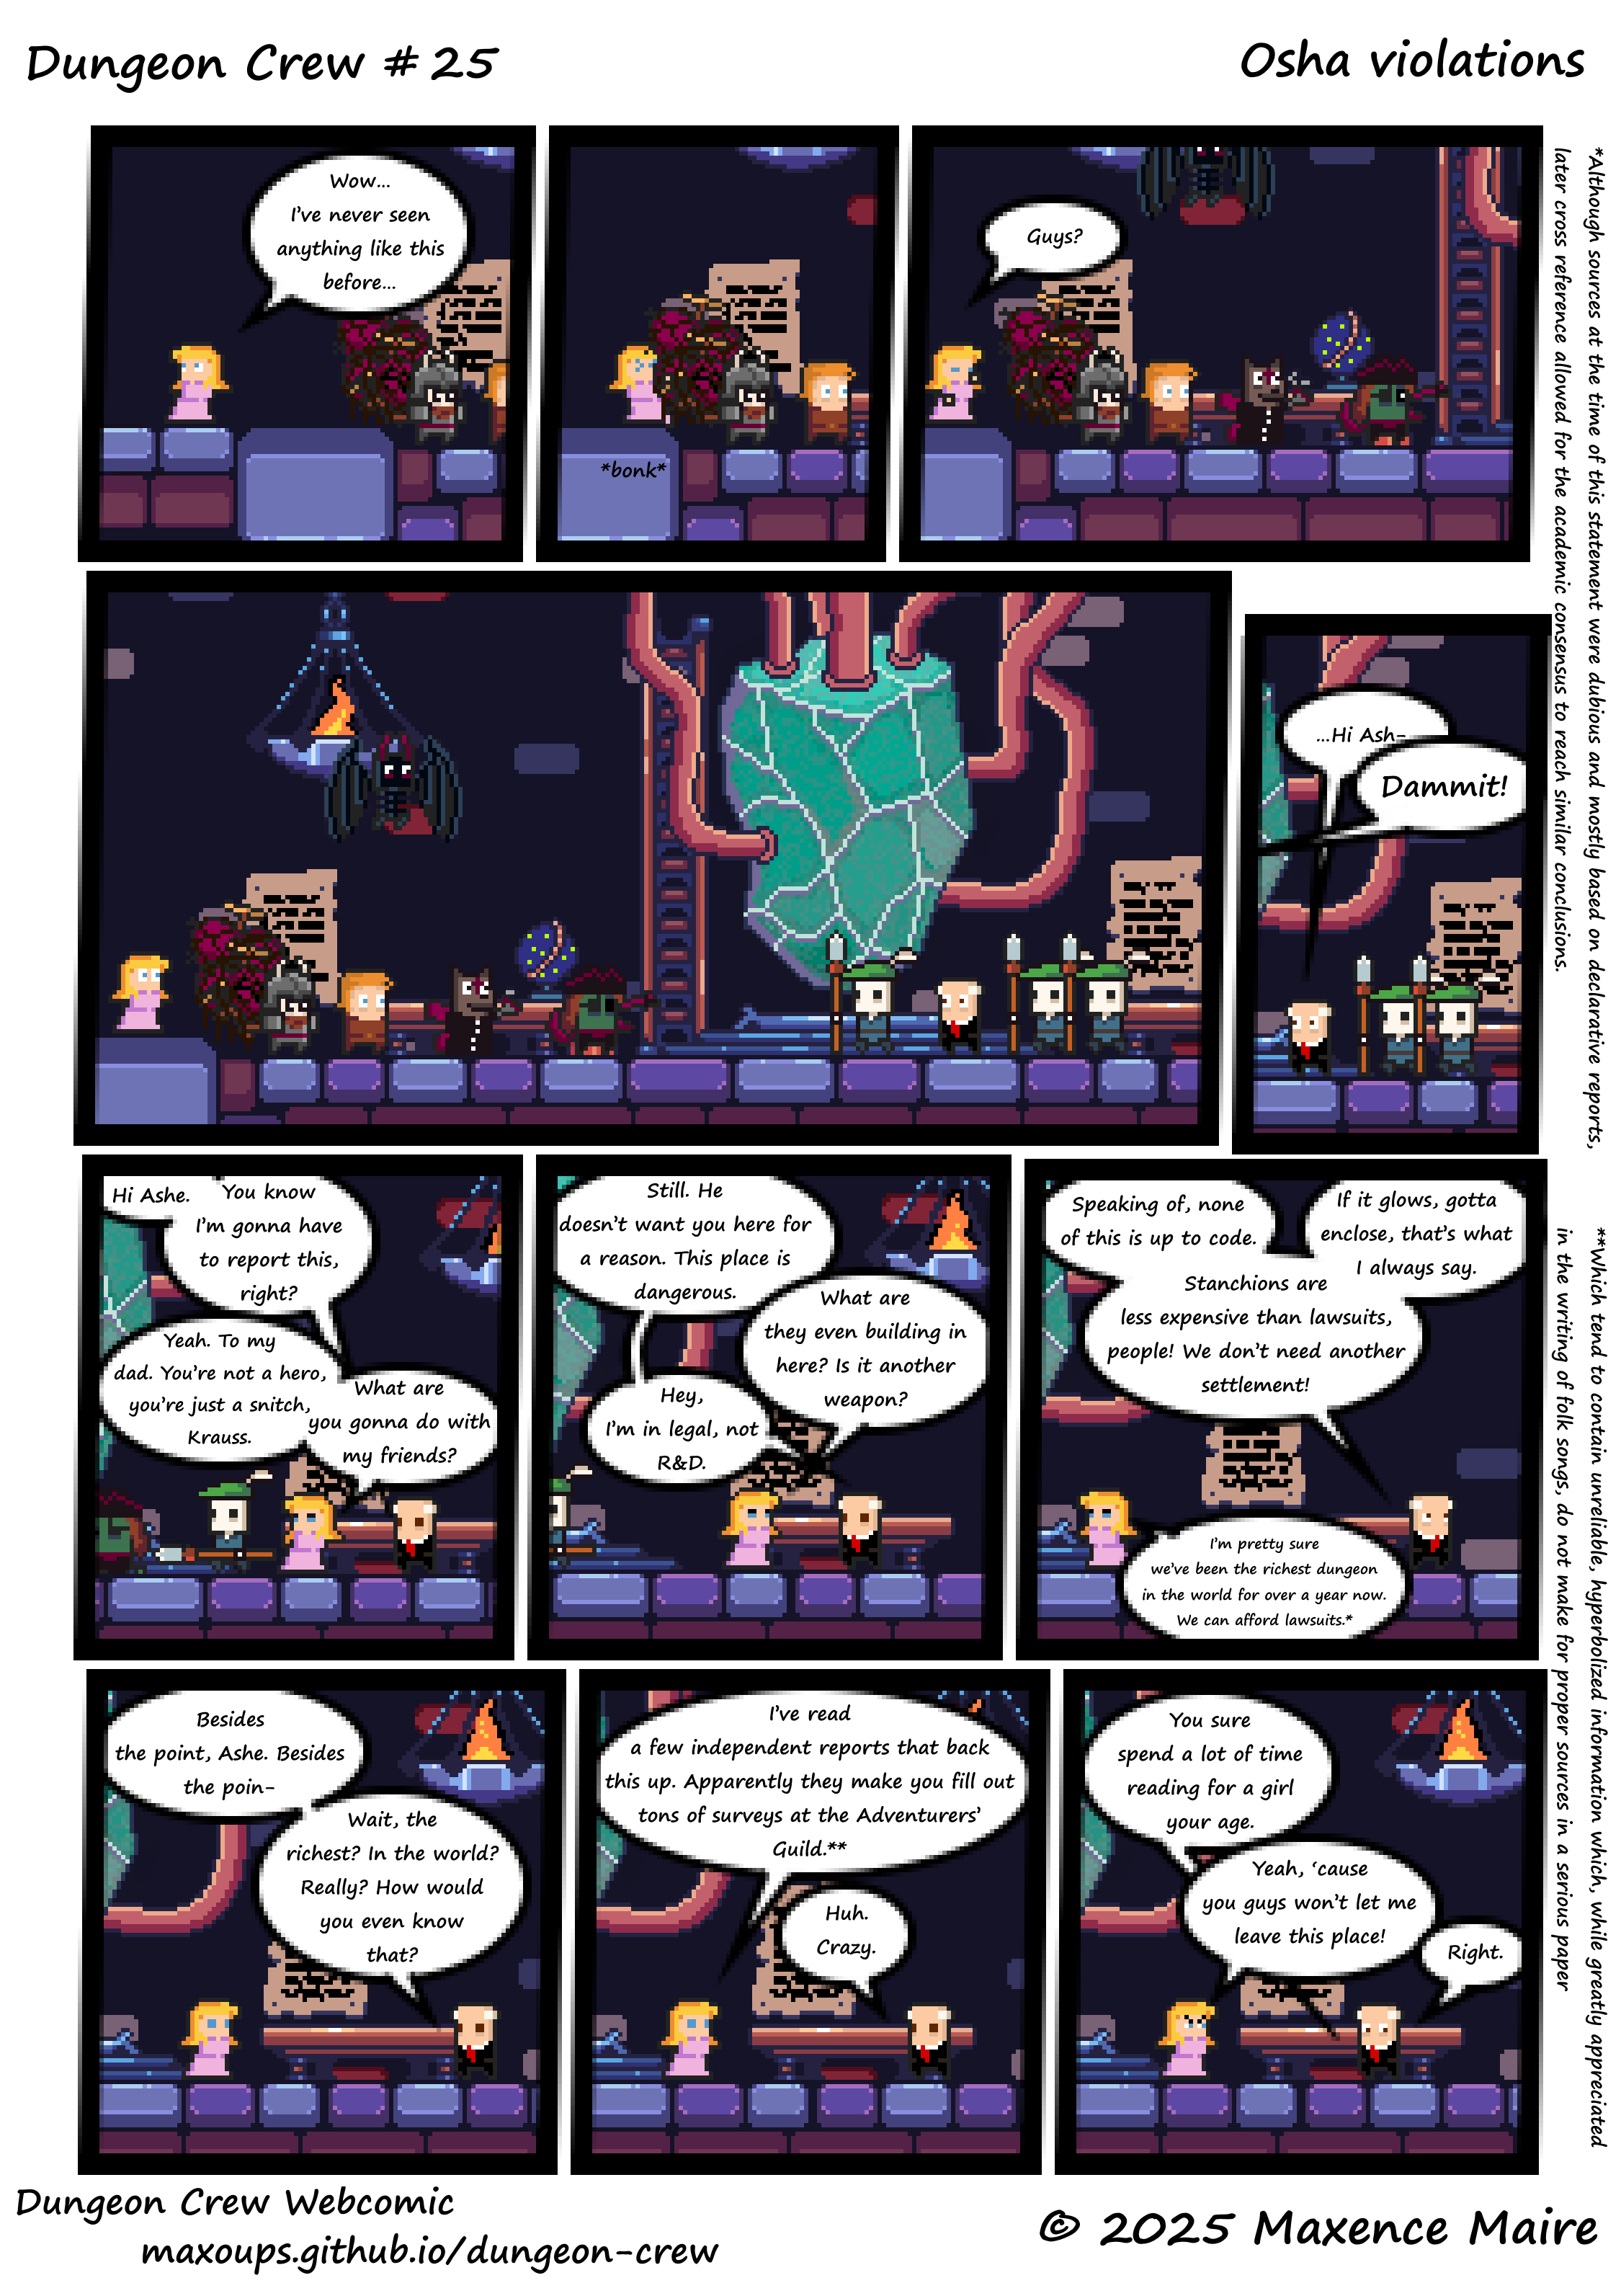 Dungeon Crew # 25
Osha violations
Wow...
I've never seen
anything like this
before...
*bonk*
Guys?
...Hi Ash-
Dammit!
Hi Ashe.
You know
I'm gonna have
to report this,
right?
Yeah. To my
dad. You're not a hero,
you're just a snitch,
Krauss.
What are
you gonna do with
my friends?
Still. He
doesn't want you here for
a reason. This place is
dangerous.
What are
they even building in
here? Is it another
weapon?
Hey,
I'm in legal, not
R&D.
Speaking of, none
of this is up to code.
If it glows, gotta
enclose, that's what
I always say.
Stanchions are
less expensive than lawsuits,
people! We don't need another
settlement!
I'm pretty sure
we've been the richest dungeon
in the world for over a year now.
We can afford lawsuits.*
Besides
the point, Ashe. Besides
the poin-
Wait, the
richest? In the world?
Really? How would
you even know
that?
I've read
a few independent reports that back
this up. Apparently they make you fill out
tons of surveys at the Adventurers'
Guild.**
Huh.
Crazy.
You sure
spend a lot of time
reading for a girl
your age.
Yeah, 'cause
you guys won't let me
leave this place!
Right.
*Although sources at the time of this statement were dubious and mostly based on declarative reports,
later cross reference allowed for the academic consensus to reach similar conclusions.
**Which tend to contain unreliable, hyperbolized information which, while greatly appreciated
in the writing of folk songs, do not make for proper sources in a serious paper
Dungeon Crew Webcomic
maxoups.github.io/dungeon-crew
© 2025 Maxence Maire